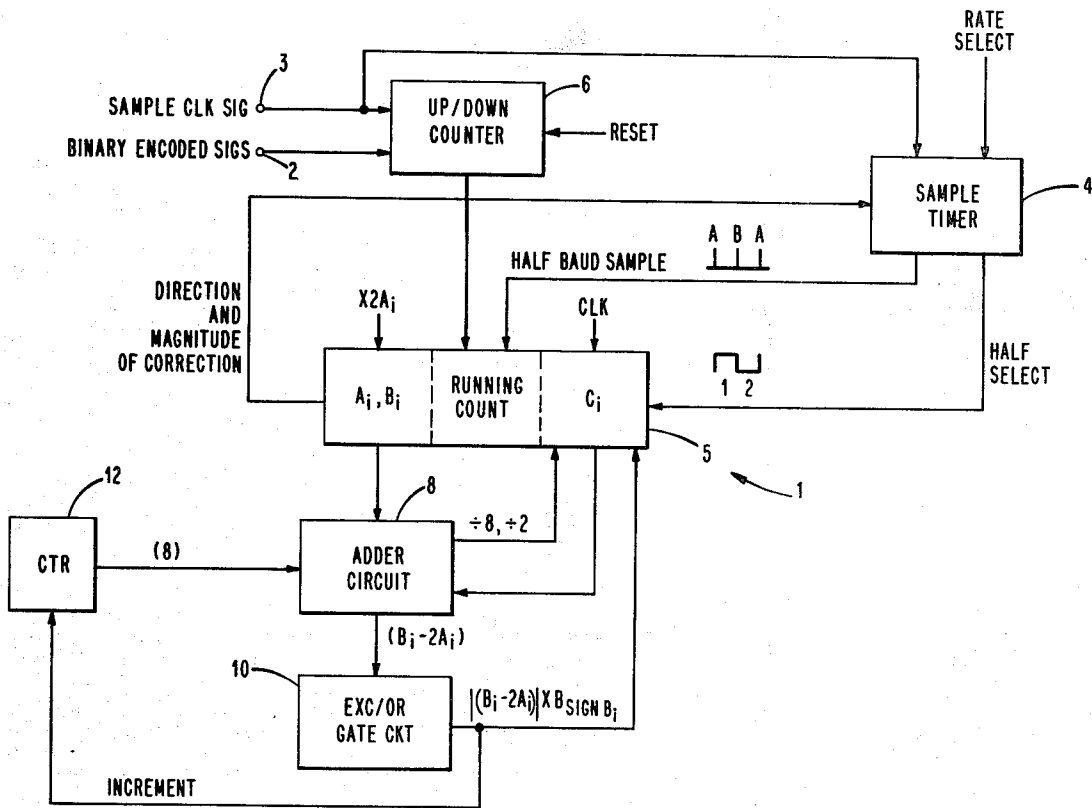 RATE
SELECT
3
SAMPLE CLK SIG
BINARY ENCODED SIGS
2
UP/DOWN
COUNTER
6
RESET
SAMPLE
TIMER
4
A B A
HALF BAUD SAMPLE
DIRECTION
AND
MAGNITUDE
OF CORRECTION
X2Ai
CLK
HALF
SELECT
1 2
Ai, Bi
RUNNING
COUNT
Ci
5
1
12
CTR
(8)
8
ADDER
CIRCUIT
÷8, ÷2
(Bi-2Ai)
10
EXC/OR
GATE CKT
|(Bi-2Ai)| X B SIGN Bi
INCREMENT